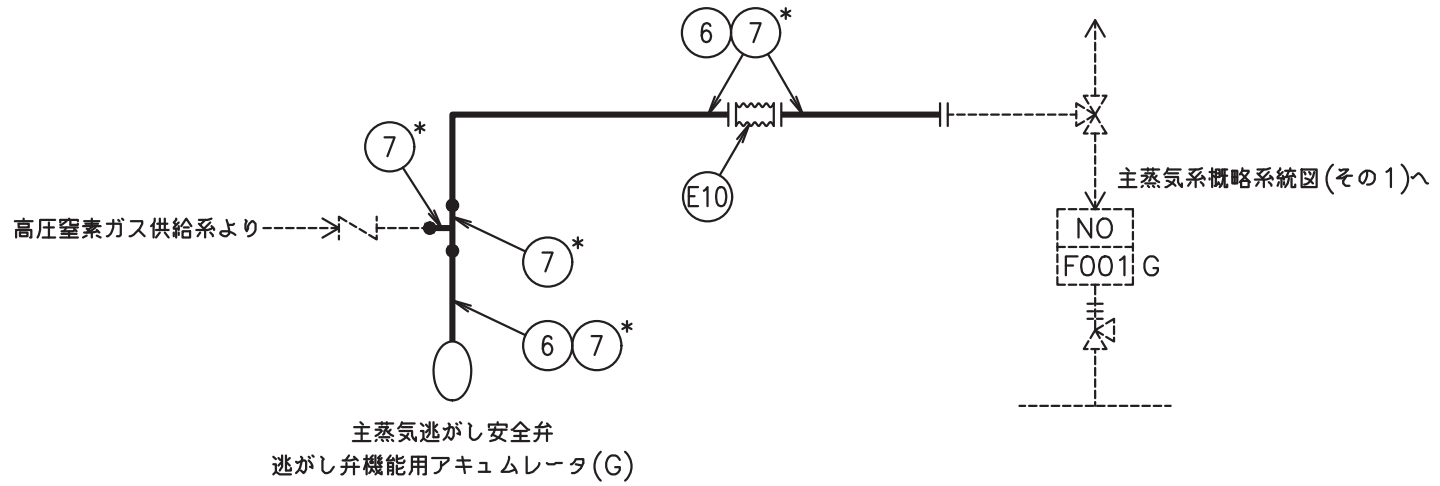 6 7*
7*
主蒸気系概略系統図(その1)へ
E10
高圧窒素ガス供給系より
NO
7*
F001 G
6 7*
主蒸気逃がし安全弁
逃がし弁機能用アキュムレータ(G)